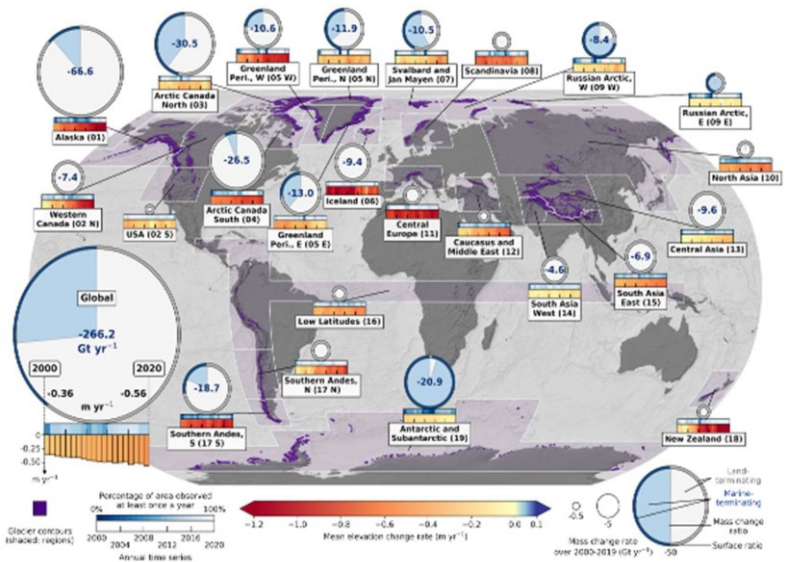 -66.6
Alaska (01)
-30.5
Arctic Canada
North (03)
-10.6
Greenland
Peri., W (05 W)
-11.9
Greenland
Peri., N (05 N)
-10.5
Svalbard and
Jan Mayen (07)
Scandinavia (08)
-8.4
Russian Arctic,
W (09 W)
Russian Arctic,
E (09 E)
North Asia (10)
-7.4
Western
Canada (02 N)
USA (02 S)
-26.5
Arctic Canada
South (04)
-13.0
Greenland
Peri., E (05 E)
-9.4
Iceland (06)
Central
Europe (11)
Caucasus and
Middle East (12)
-9.6
Central Asia (13)
-4.6
South Asia
West (14)
-6.9
South Asia
East (15)
Global
-266.2
Gt yr⁻¹
2000
2020
-0.36
-0.56
m yr⁻¹
0
-0.25
-0.50
m yr⁻¹
Low Latitudes (16)
Southern Andes,
N (17 N)
-18.7
Southern Andes,
S (17 S)
-20.9
Antarctic and
Subantarctic (19)
New Zealand (18)
Glacier contours
(shaded: regions)
Percentage of area observed
at least once a year
0%
100%
2000
2004
2008
2012
2016
2020
Annual time series
-1.2
-1.0
-0.8
-0.6
-0.4
-0.2
0.0
0.1
Mean elevation change rate (m yr⁻¹)
-0.5
-5
-50
Mass change rate
over 2000-2019 (Gt yr⁻¹)
Land-
terminating
Marine-
terminating
Mass change
ratio
Surface ratio